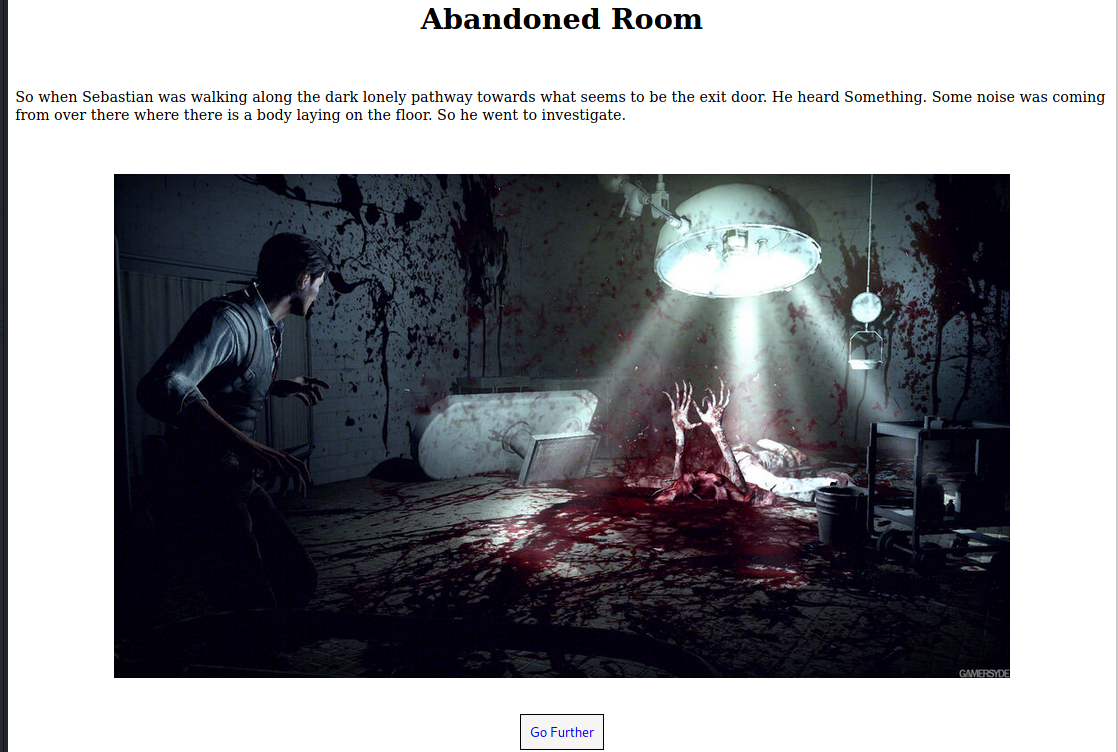 Abandoned Room
So when Sebastian was walking along the dark lonely pathway towards what seems to be the exit door. He heard Something. Some noise was coming
from over there where there is a body laying on the floor. So he went to investigate.
GAMERSYDE
Go Further